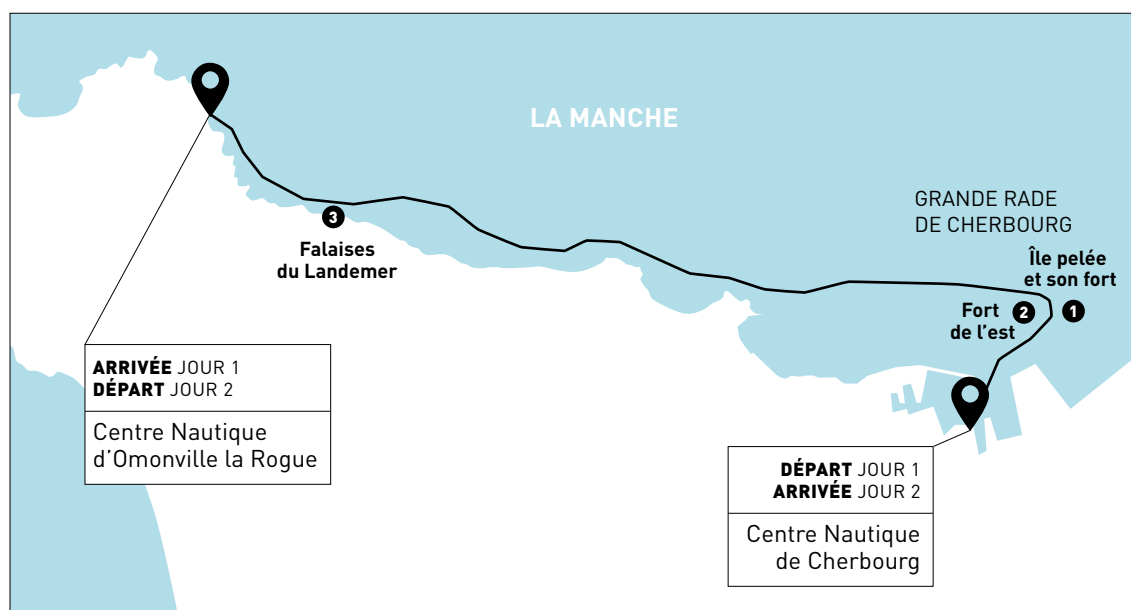 LA MANCHE
GRANDE RADE
DE CHERBOURG
Île pelée
et son fort
1
2
Fort
de l'est
3
Falaises
du Landemer
ARRIVÉE JOUR 1
DÉPART JOUR 2
Centre Nautique
d'Omonville la Rogue
DÉPART JOUR 1
ARRIVÉE JOUR 2
Centre Nautique
de Cherbourg